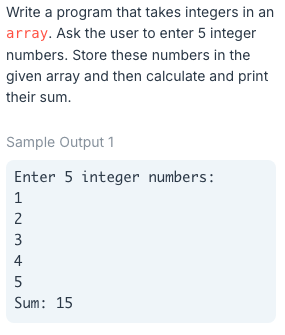 Write a program that takes integers in an
array. Ask the user to enter 5 integer
numbers. Store these numbers in the
given array and then calculate and print
their sum.
Sample Output 1
Enter 5 integer numbers:
1
2
3
4
5
Sum: 15